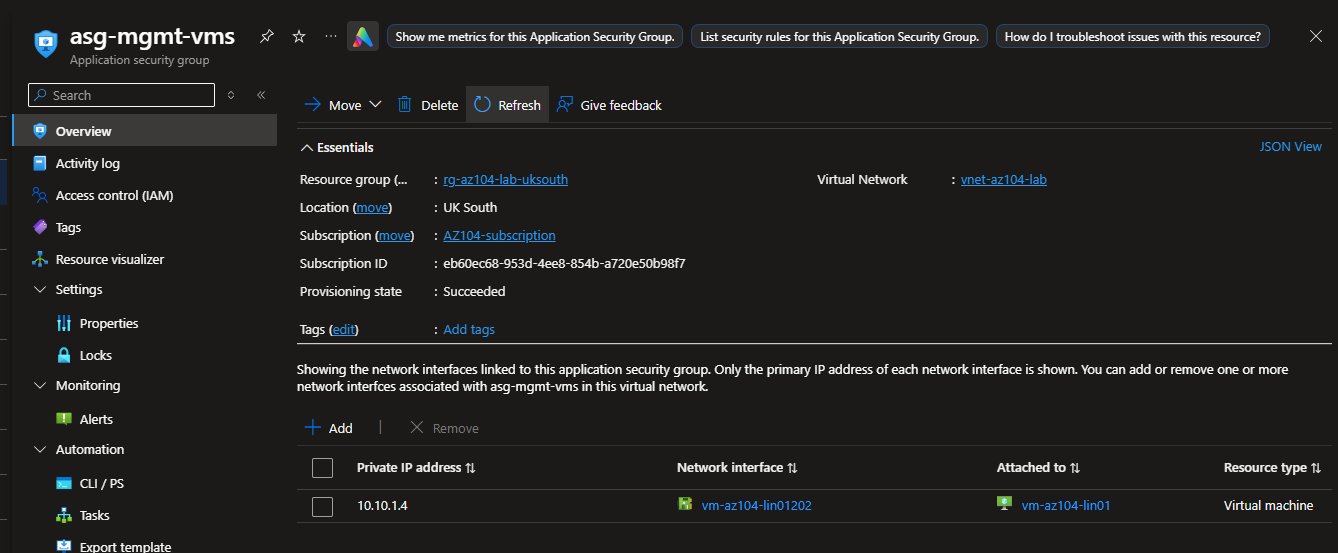 asg-mgmt-vms
Application security group
Show me metrics for this Application Security Group.
List security rules for this Application Security Group.
How do I troubleshoot issues with this resource?
Search
Overview
Activity log
Access control (IAM)
Tags
Resource visualizer
Settings
Properties
Locks
Monitoring
Alerts
Automation
CLI / PS
Tasks
Export template
Move
Delete
Refresh
Give feedback
Essentials
JSON View
Resource group (... : rg-az104-lab-uksouth
Virtual Network : vnet-az104-lab
Location (move) : UK South
Subscription (move) : AZ104-subscription
Subscription ID : eb60ec68-953d-4ee8-854b-a720e50b98f7
Provisioning state : Succeeded
Tags (edit) : Add tags
Showing the network interfaces linked to this application security group. Only the primary IP address of each network interface is shown. You can add or remove one or more
network interfces associated with asg-mgmt-vms in this virtual network.
Add | Remove
Private IP address Network interface Attached to Resource type
10.10.1.4 vm-az104-lin01202 vm-az104-lin01 Virtual machine